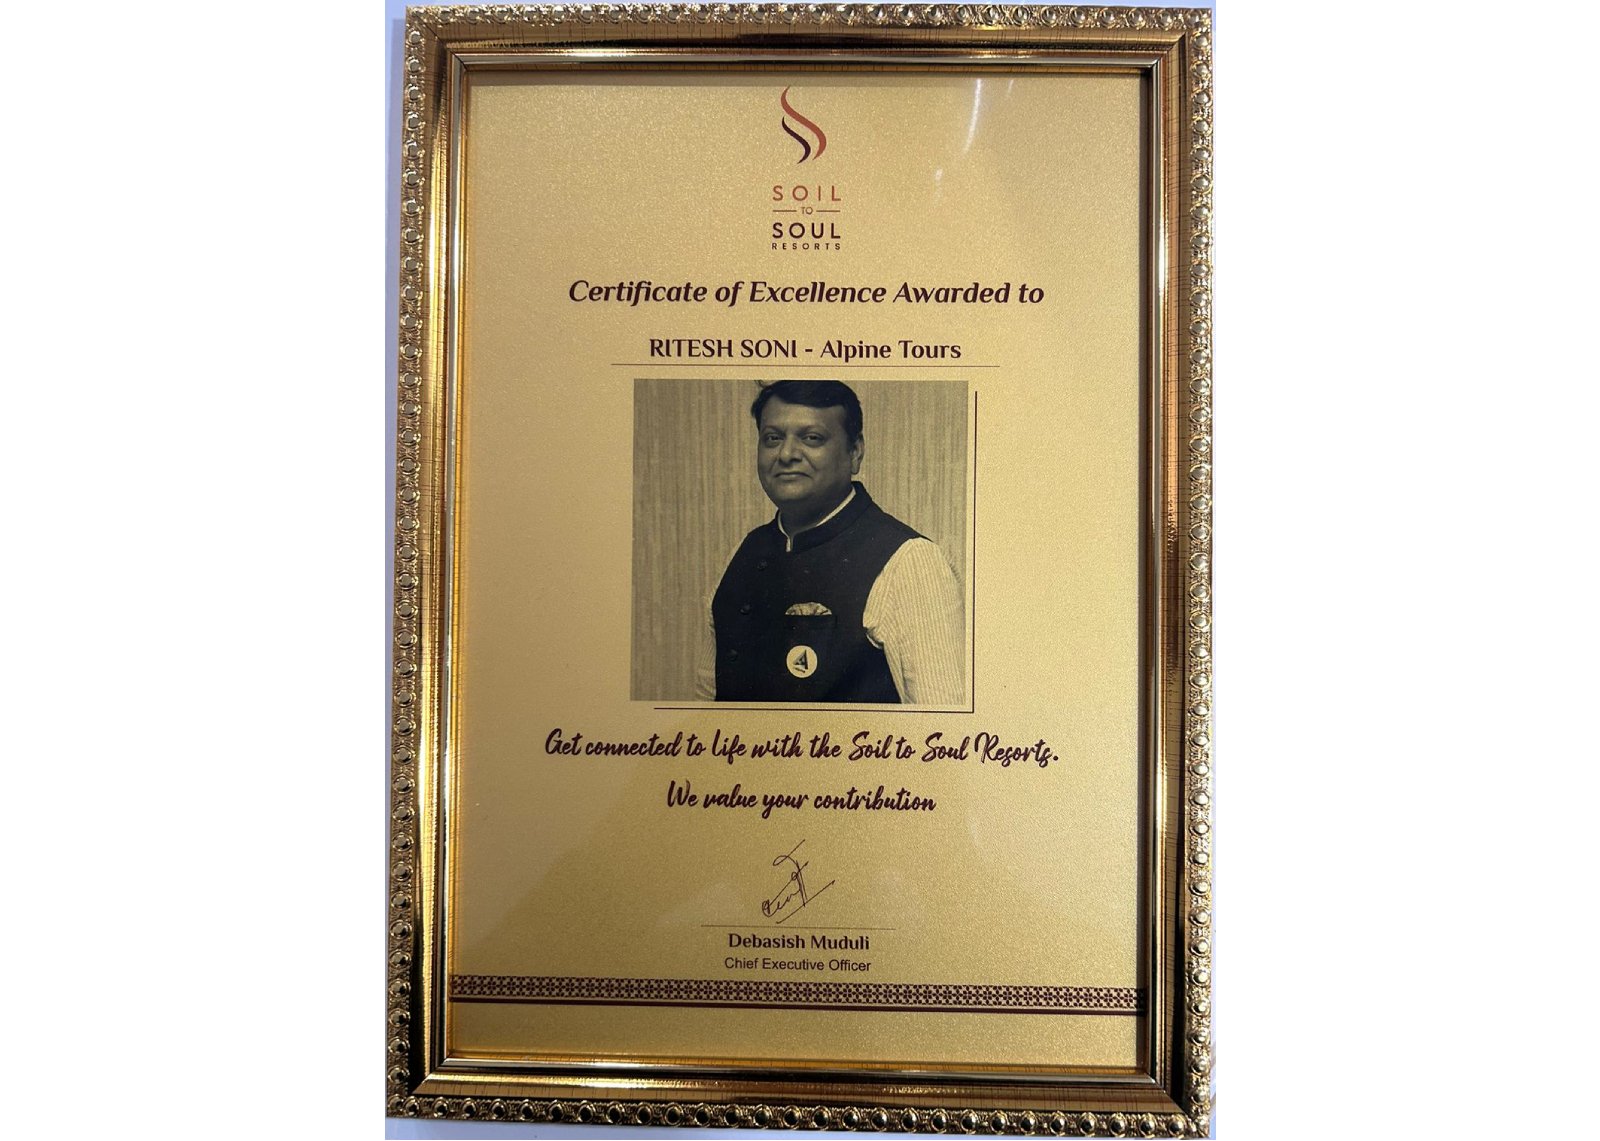 SOIL
TO
SOUL
RESORTS
Certificate of Excellence Awarded to
RITESH SONI - Alpine Tours
A
Get connected to life with the Soil to Soul Resorts.
We value your contribution
Debasish Muduli
Chief Executive Officer